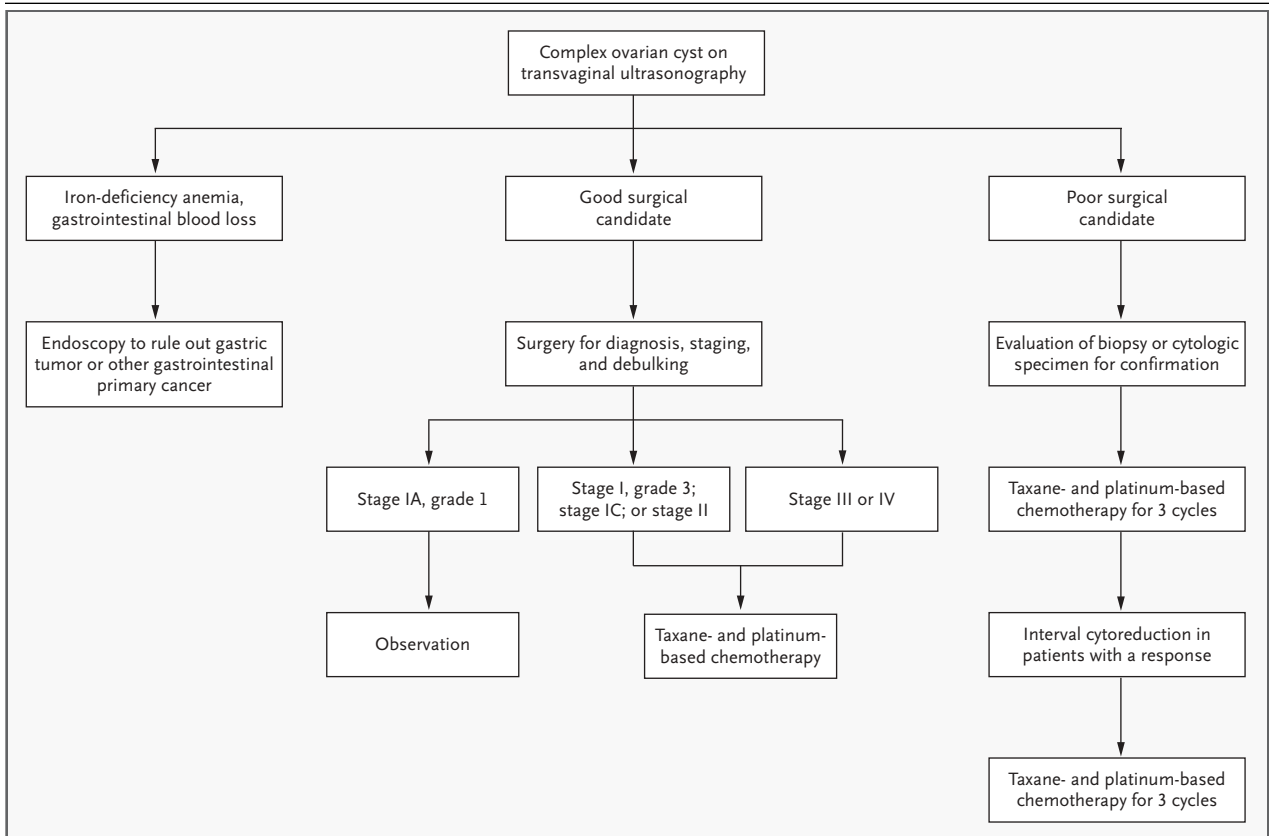 Complex ovarian cyst on
transvaginal ultrasonography
Iron-deficiency anemia,
gastrointestinal blood loss
Good surgical
candidate
Poor surgical
candidate
Endoscopy to rule out gastric
tumor or other gastrointestinal
primary cancer
Surgery for diagnosis, staging,
and debulking
Evaluation of biopsy or cytologic
specimen for confirmation
Stage IA, grade 1
Stage I, grade 3;
stage IC; or stage II
Stage III or IV
Taxane- and platinum-based
chemotherapy for 3 cycles
Observation
Taxane- and platinum-
based chemotherapy
Interval cytoreduction in
patients with a response
Taxane- and platinum-based
chemotherapy for 3 cycles